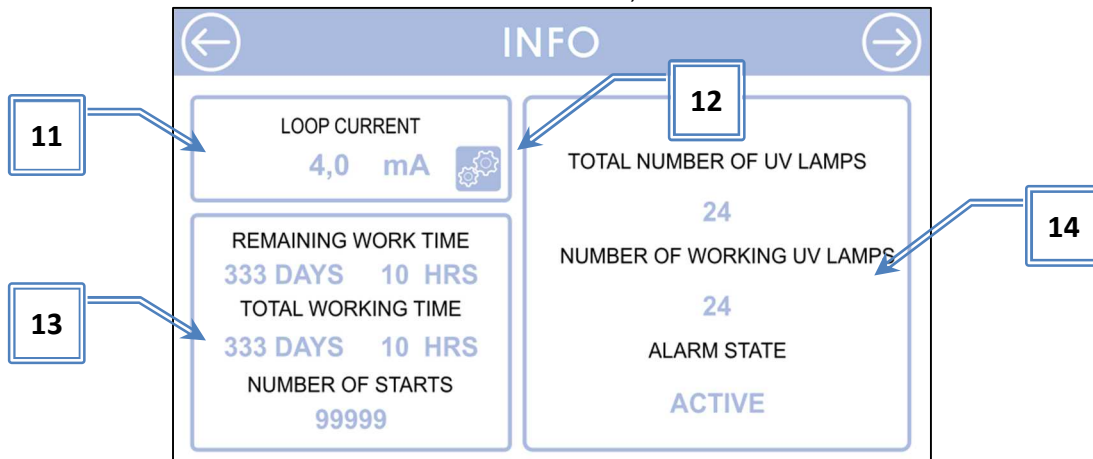 INFO
11
12
LOOP CURRENT
4,0 mA
13
REMAINING WORK TIME
333 DAYS 10 HRS
TOTAL WORKING TIME
333 DAYS 10 HRS
NUMBER OF STARTS
99999
TOTAL NUMBER OF UV LAMPS
24
NUMBER OF WORKING UV LAMPS
24
ALARM STATE
ACTIVE
14